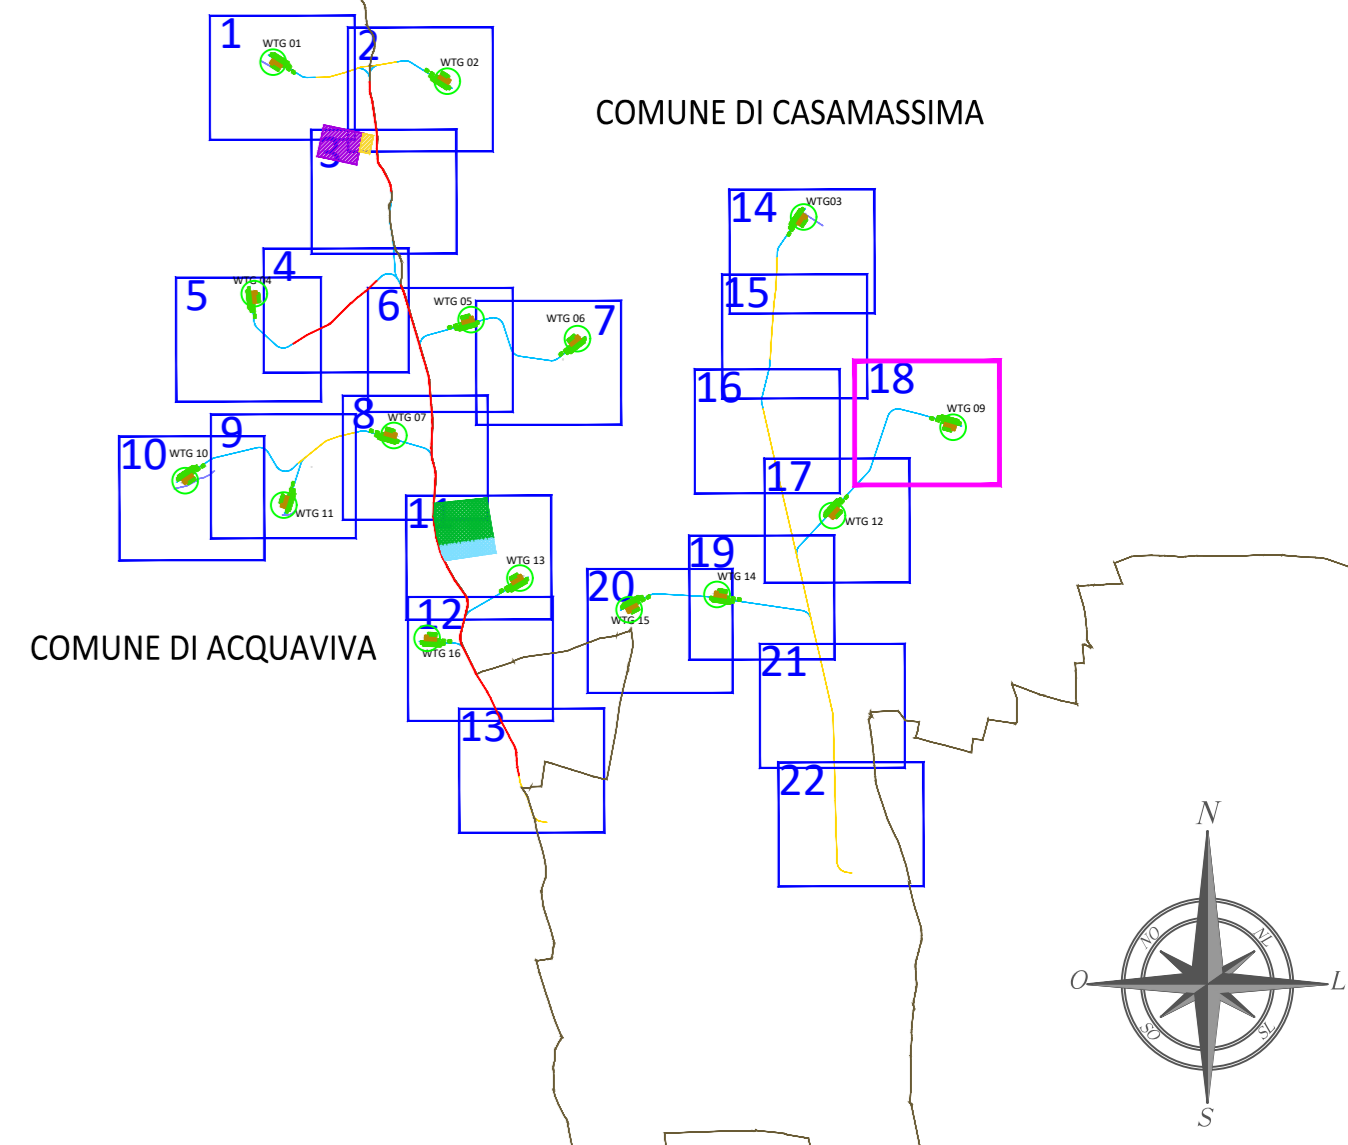 1
WTG 01
2
WTG 02
COMUNE DI CASAMASSIMA
3
14
WTG03
4
WTG 04
5
6
WTG 05
7
WTG 06
15
16
18
WTG 09
8
WTG 07
9
10
WTG 10
WTG 11
17
WTG 12
11
WTG 13
12
WTG 16
COMUNE DI ACQUAVIVA
19
WTG 14
20
WTG 15
21
13
22
N
NO
NL
O
L
SO
SL
S